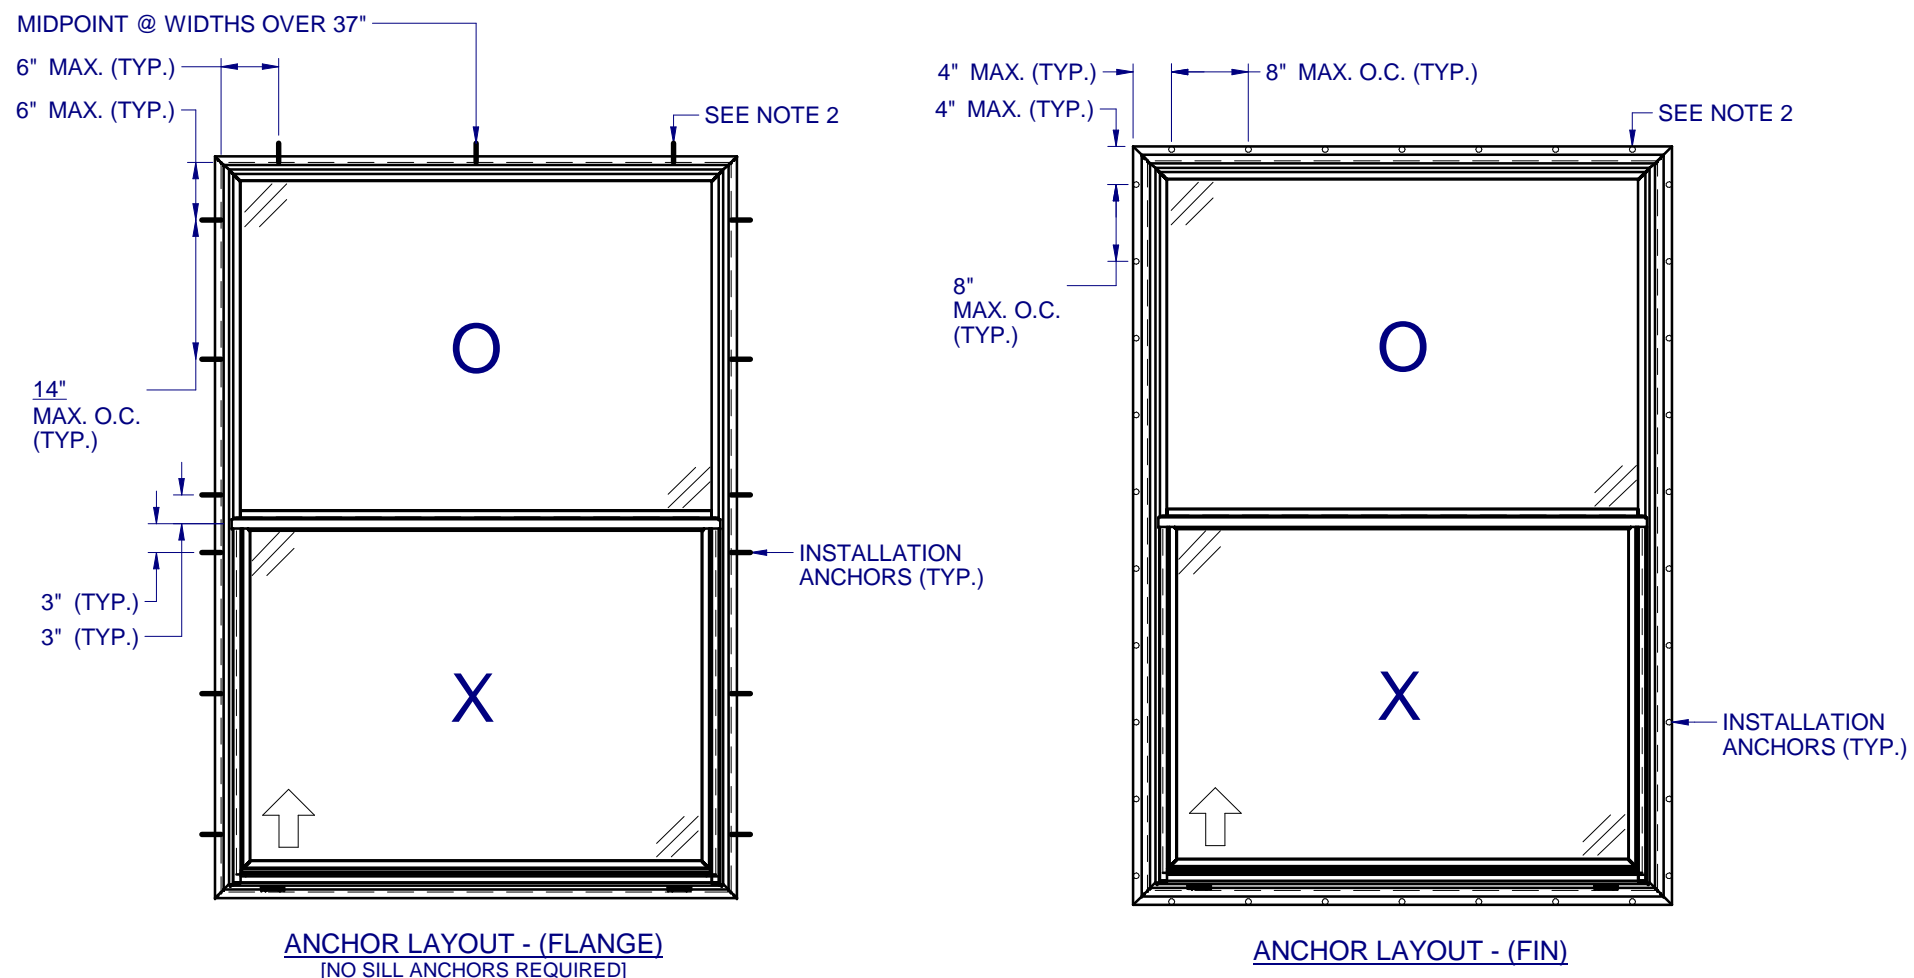 MIDPOINT @ WIDTHS OVER 37"
6" MAX. (TYP.)
6" MAX. (TYP.)
SEE NOTE 2
O
14"
MAX. O.C.
(TYP.)
INSTALLATION
ANCHORS (TYP.)
3" (TYP.)
3" (TYP.)
X
ANCHOR LAYOUT - (FLANGE)
[NO SILL ANCHORS REQUIRED]
4" MAX. (TYP.)
8" MAX. O.C. (TYP.)
4" MAX. (TYP.)
SEE NOTE 2
8"
MAX. O.C.
(TYP.)
O
X
INSTALLATION
ANCHORS (TYP.)
ANCHOR LAYOUT - (FIN)